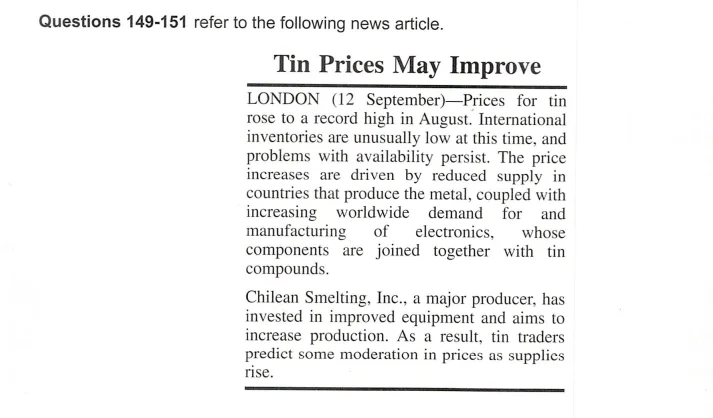 Questions 149-151 refer to the following news article.
Tin Prices May Improve
LONDON (12 September)—Prices for tin
rose to a record high in August. International
inventories are unusually low at this time, and
problems with availability persist. The price
increases are driven by reduced supply in
countries that produce the metal, coupled with
increasing worldwide demand for and
manufacturing of electronics, whose
components are joined together with tin
compounds.
Chilean Smelting, Inc., a major producer, has
invested in improved equipment and aims to
increase production. As a result, tin traders
predict some moderation in prices as supplies
rise.